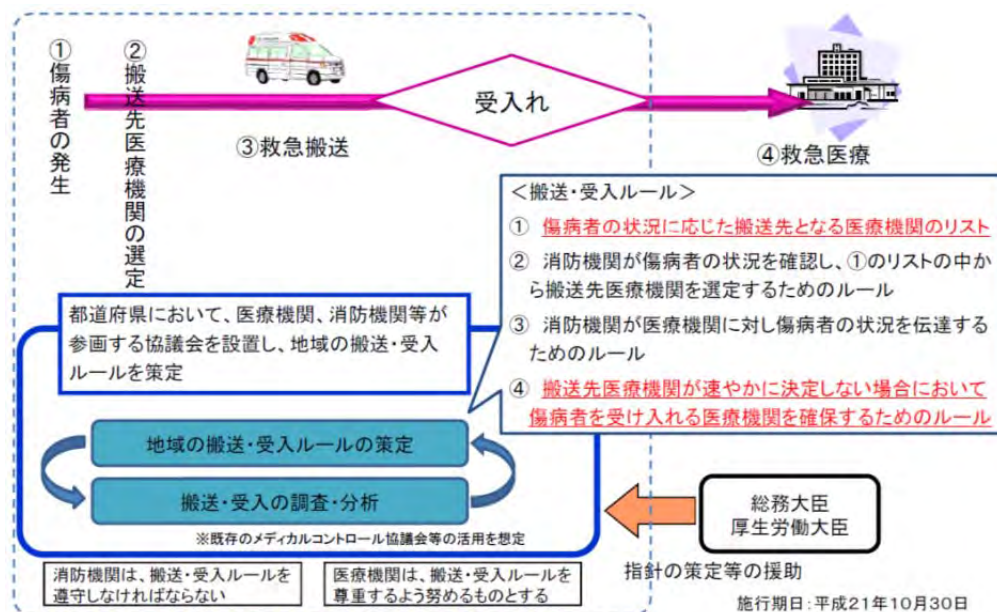 ①傷病者の発生
②搬送先医療機関の選定
受入れ
③救急搬送
④救急医療
<搬送・受入ルール>
① 傷病者の状況に応じた搬送先となる医療機関のリスト
② 消防機関が傷病者の状況を確認し、①のリストの中か
ら搬送先医療機関を選定するためのルール
③ 消防機関が医療機関に対し傷病者の状況を伝達する
ためのルール
④ 搬送先医療機関が速やかに決定しない場合において
傷病者を受け入れる医療機関を確保するためのルール
都道府県において、医療機関、消防機関等が
参画する協議会を設置し、地域の搬送・受入
ルールを策定
地域の搬送・受入ルールの策定
搬送・受入の調査・分析
※既存のメディカルコントロール協議会等の活用を想定
総務大臣
厚生労働大臣
指針の策定等の援助
消防機関は、搬送・受入ルールを
遵守しなければならない
医療機関は、搬送・受入ルールを
尊重するよう努めるものとする
施行期日:平成21年10月30日